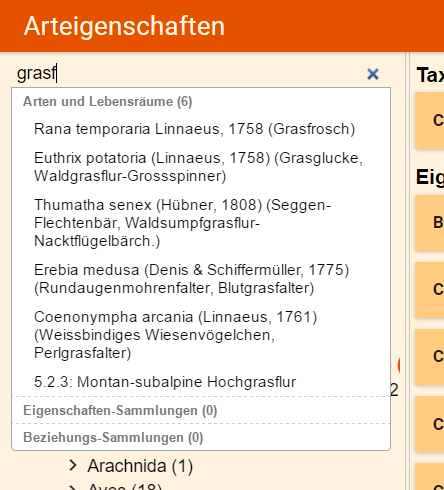 Arteigenschaften
grasf
Tax
Arten und Lebensräume (6)
Rana temporaria Linnaeus, 1758 (Grasfrosch)
Euthrix potatoria (Linnaeus, 1758) (Grasglucke,
Waldgrasflur-Grossspinner)
Thumatha senex (Hübner, 1808) (Seggen-
Flechtenbär, Waldsumpfgrasflur-
Nacktflügelbärch.)
Erebia medusa (Denis & Schiffermüller, 1775)
(Rundaugenmohrenfalter, Blutgrasfalter)
Coenonympha arcania (Linnaeus, 1761)
(Weissbindiges Wiesenvögelchen,
Perlgrasfalter)
5.2.3: Montan-subalpine Hochgrasflur
Eigenschaften-Sammlungen (0)
Beziehungs-Sammlungen (0)
Arachnida (1)
Aves (18)
C
Eig
B
C
C
C
2